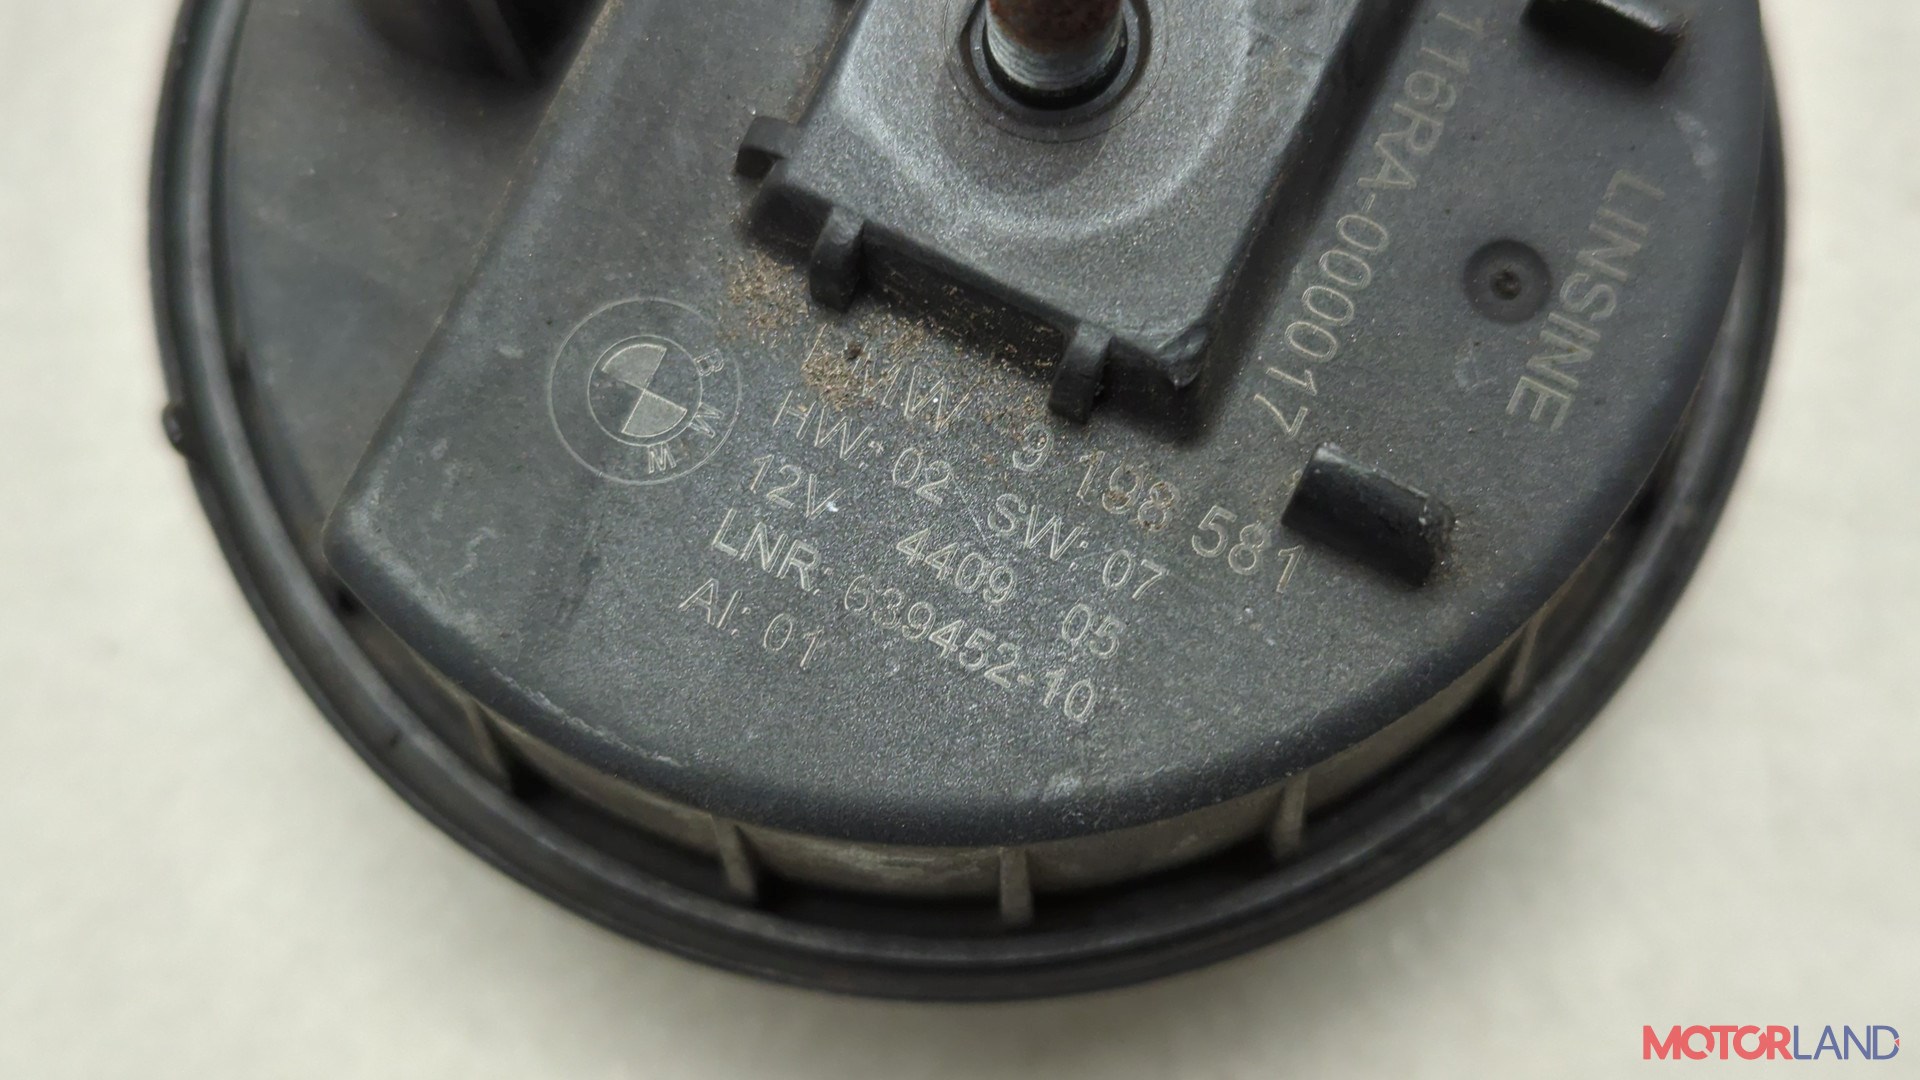 BMW
BMW 9 198 581
HW: 02 SW: 07
12V 4409 05
LNR: 639452-10
AI: 01
116RA-000017
LINSINE
MOTORLAND